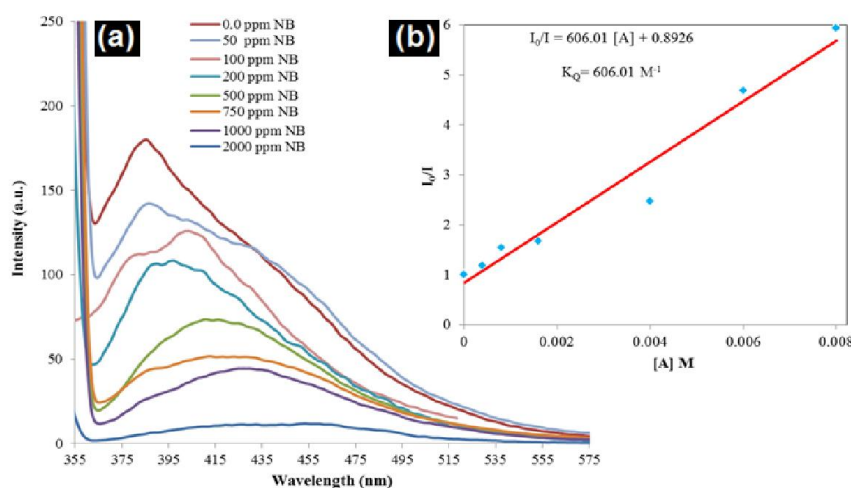 (a)
250
200
150
100
50
0
Intensity (a.u.)
0.0 ppm NB
50 ppm NB
100 ppm NB
200 ppm NB
500 ppm NB
750 ppm NB
1000 ppm NB
2000 ppm NB
355 375 395 415 435 455 475 495 515 535 555 575
Wavelength (nm)
(b)
6
5
4
3
2
1
0
I₀/I
I₀/I = 606.01 [A] + 0.8926
K_Q= 606.01 M⁻¹
0 0.002 0.004 0.006 0.008
[A] M